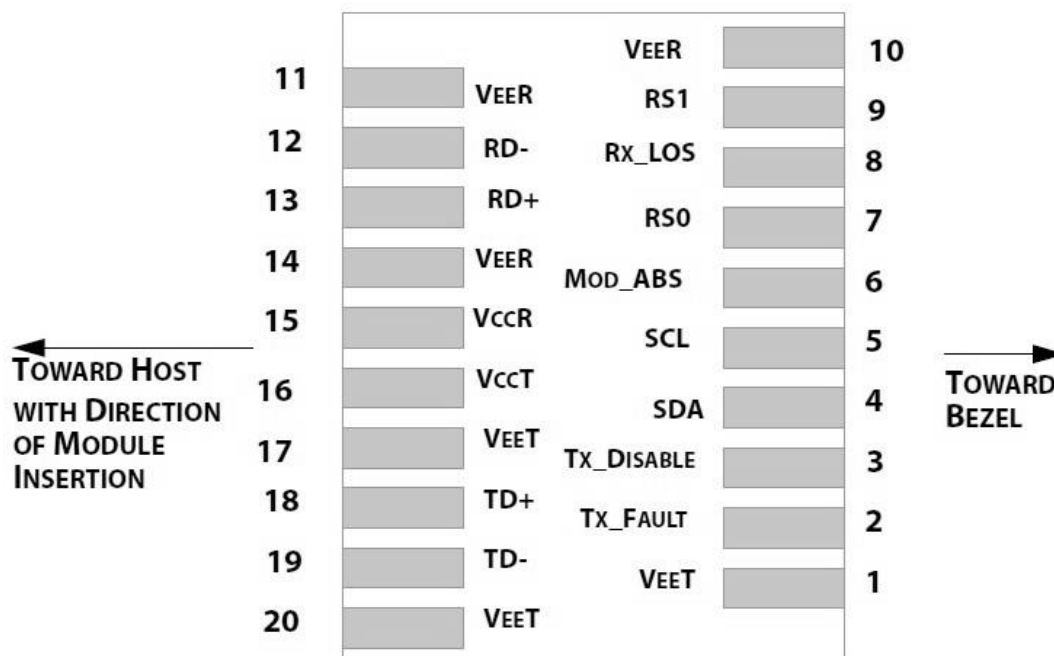 VEER 10
11 VEER
RS1 9
12 RD-
RX_LOS 8
13 RD+
RS0 7
14 VEER
MOD_ABS 6
15 VCCR
SCL 5
TOWARD HOST
WITH DIRECTION
OF MODULE
INSERTION
16 VCCT
TOWARD
BEZEL
SDA 4
17 VEET
TX_DISABLE 3
18 TD+
TX_FAULT 2
19 TD-
VEET 1
20 VEET